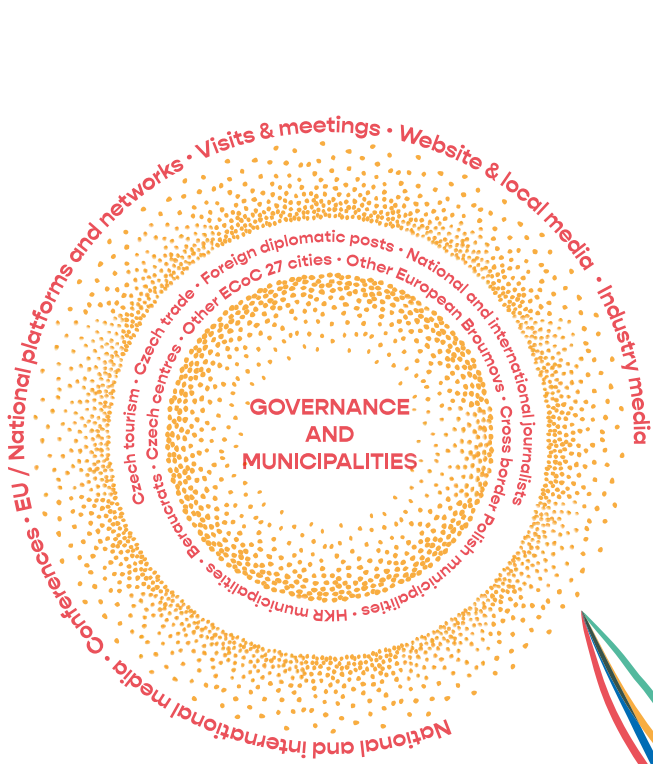 National and international media • Conferences • EU / National platforms and networks • Visits & meetings • Website & local media • Industry media
Czech tourism • Czech trade • Foreign diplomatic posts • National and international journalists
HKR municipalities • Beraucrats • Czech centres • Other ECoC 27 cities • Other European Broumovs • Cross border Polish municipalities •
GOVERNANCE
AND
MUNICIPALITIES